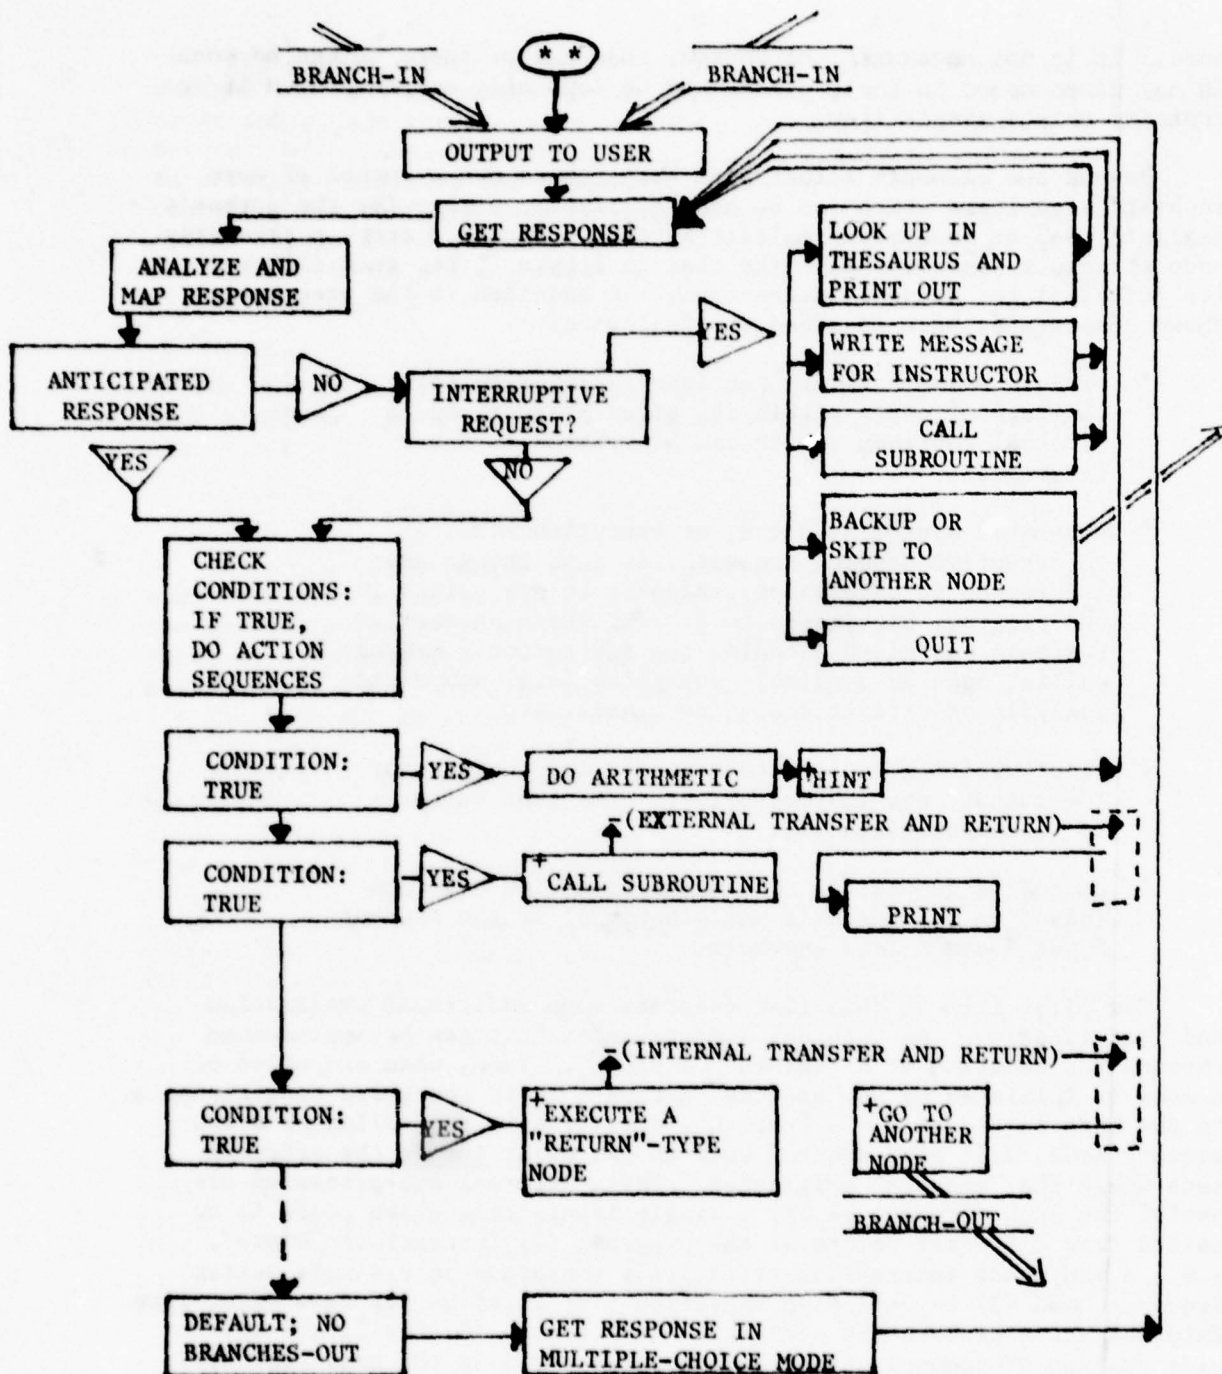 * *
BRANCH-IN
BRANCH-IN
OUTPUT TO USER
GET RESPONSE
ANALYZE AND
MAP RESPONSE
LOOK UP IN
THESAURUS AND
PRINT OUT
YES
WRITE MESSAGE
FOR INSTRUCTOR
ANTICIPATED
RESPONSE
NO
INTERRUPTIVE
REQUEST?
CALL
SUBROUTINE
YES
NO
BACKUP OR
SKIP TO
ANOTHER NODE
QUIT
CHECK
CONDITIONS:
IF TRUE,
DO ACTION
SEQUENCES
CONDITION:
TRUE
YES
DO ARITHMETIC
+
HINT
-(EXTERNAL TRANSFER AND RETURN)
CONDITION:
TRUE
YES
+
CALL SUBROUTINE
PRINT
-(INTERNAL TRANSFER AND RETURN)
CONDITION:
TRUE
YES
+EXECUTE A
"RETURN"-TYPE
NODE
+GO TO
ANOTHER
NODE
BRANCH-OUT
DEFAULT; NO
BRANCHES-OUT
GET RESPONSE IN
MULTIPLE-CHOICE MODE